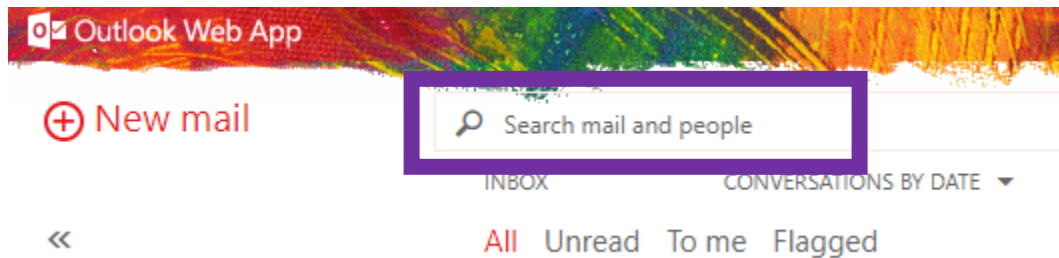 Outlook Web App
New mail
Search mail and people
INBOX CONVERSATIONS BY DATE
All Unread To me Flagged